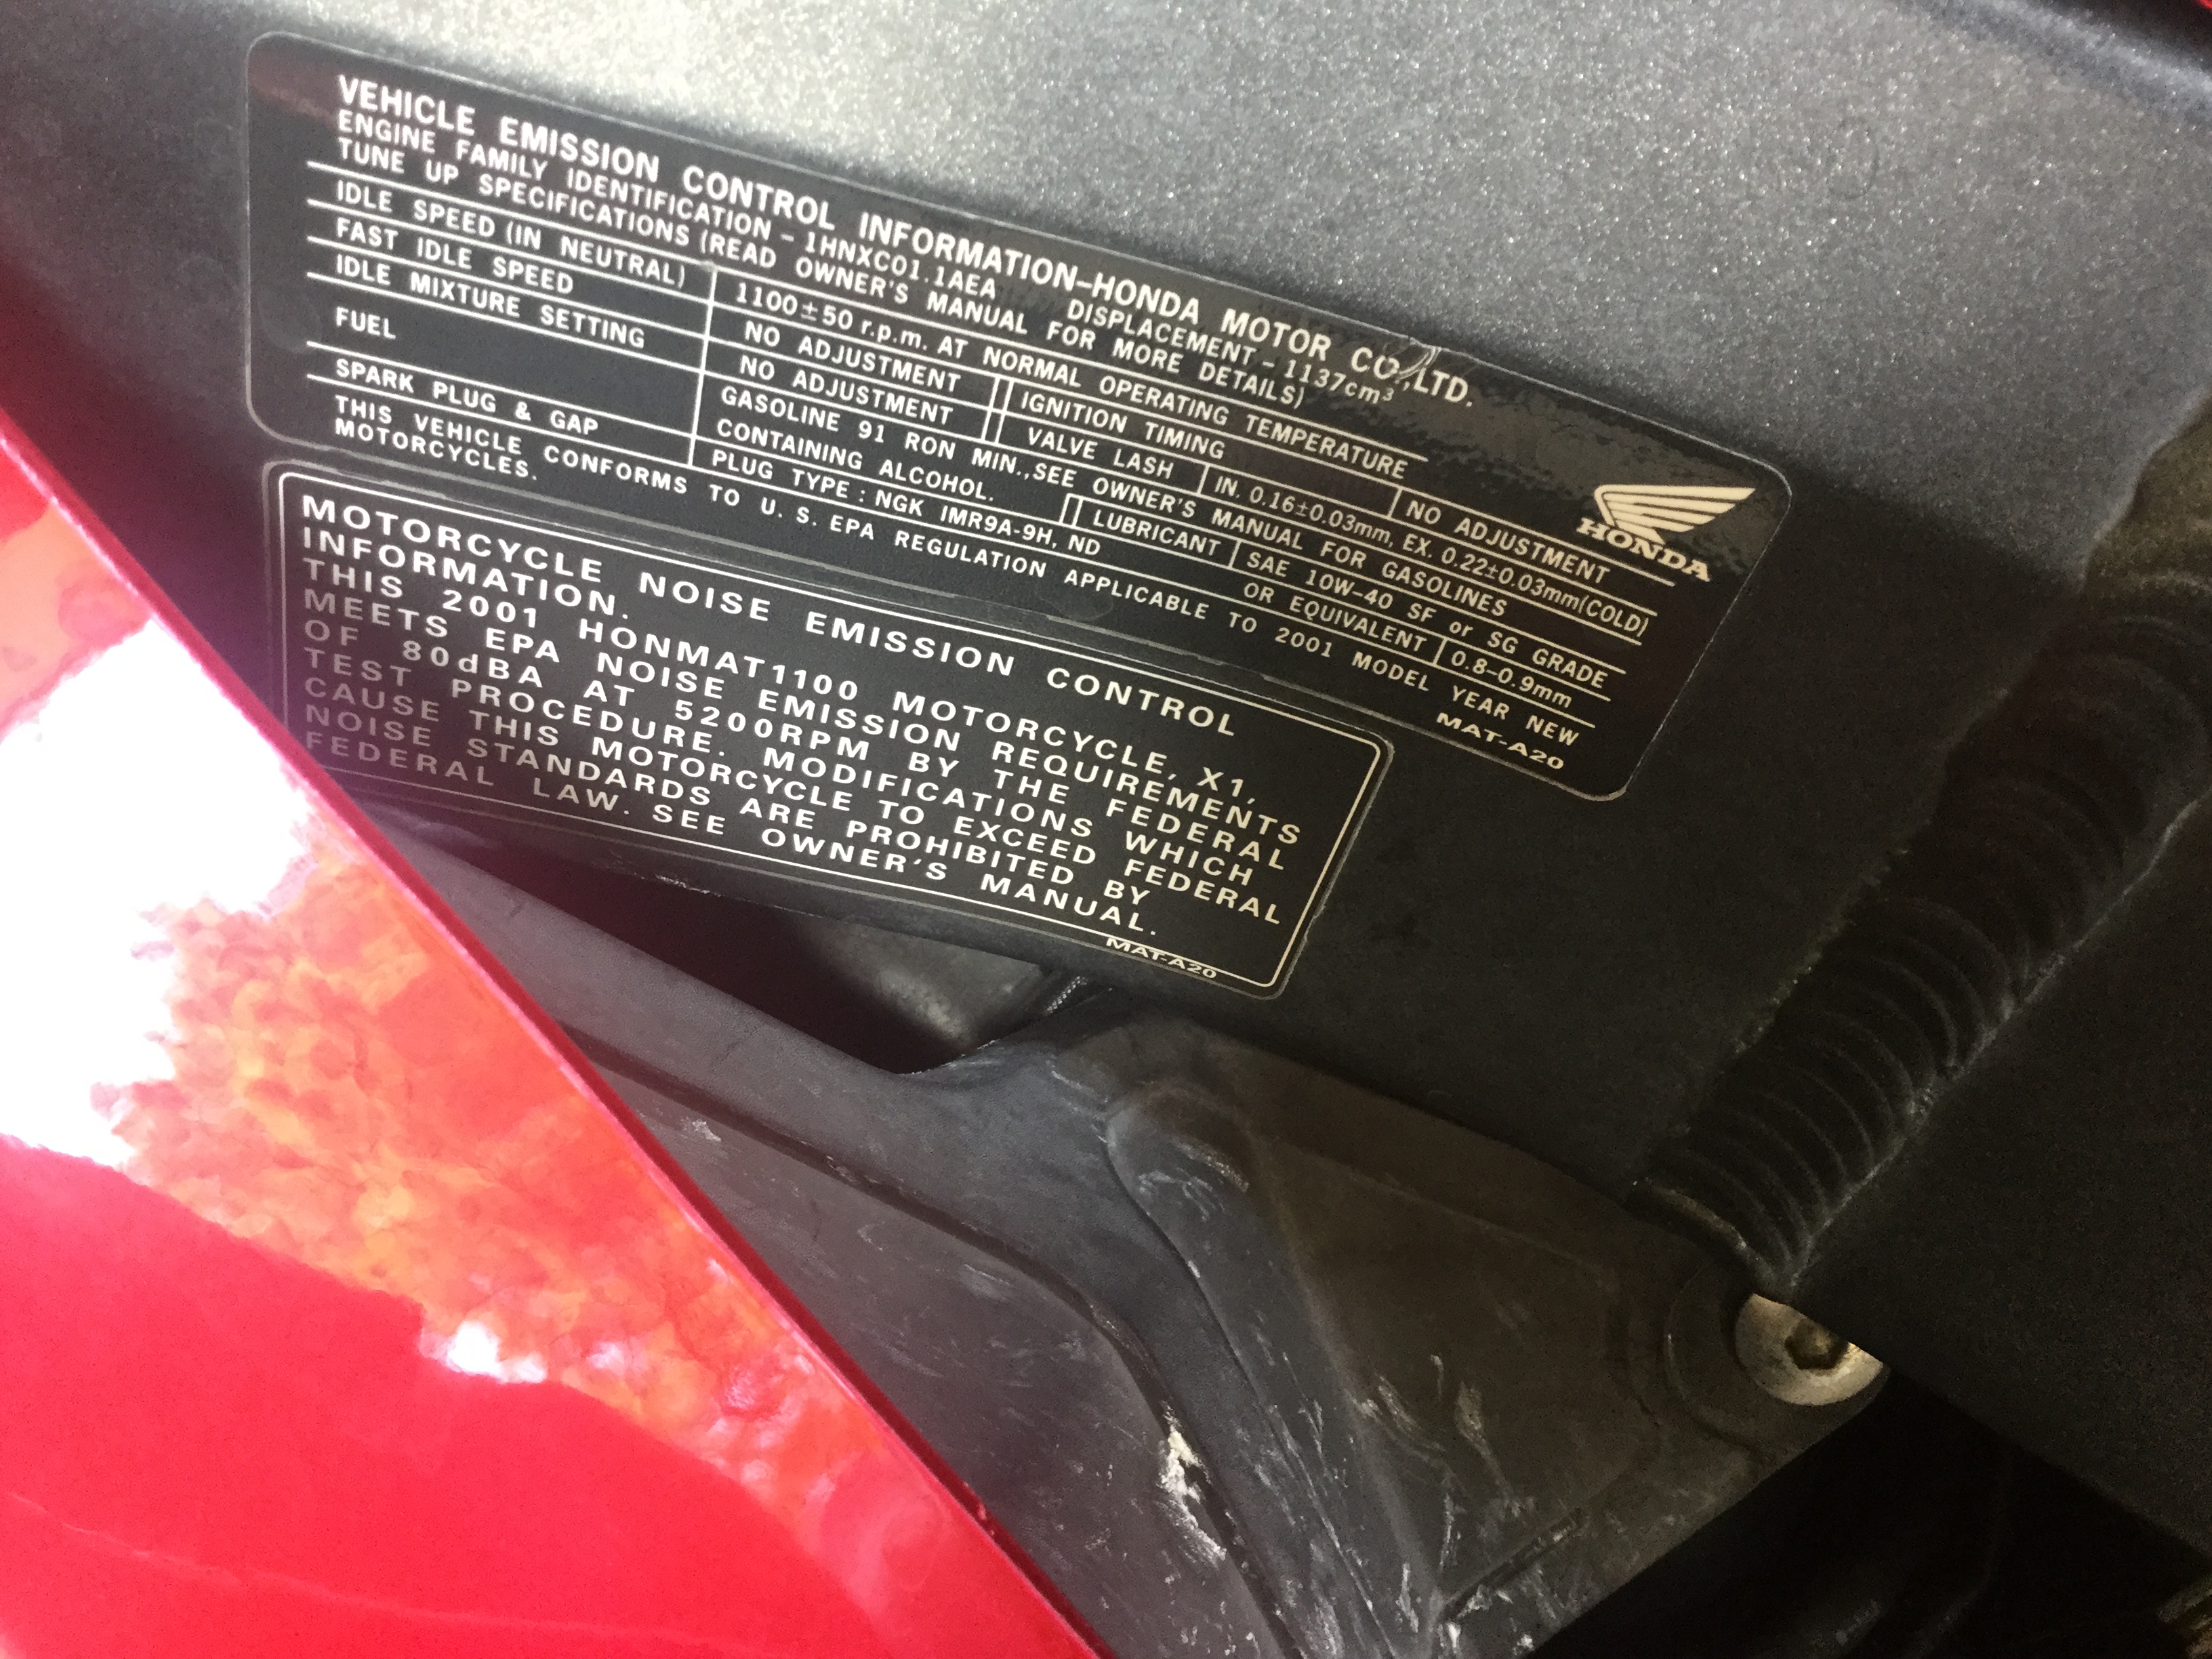 VEHICLE EMISSION CONTROL INFORMATION-HONDA MOTOR CO.,LTD.
ENGINE FAMILY IDENTIFICATION - 1HNXC01.1AEA DISPLACEMENT - 1137cm³
TUNE UP SPECIFICATIONS (READ OWNER'S MANUAL FOR MORE DETAILS)
IDLE SPEED (IN NEUTRAL) 1100±50 r.p.m. AT NORMAL OPERATING TEMPERATURE
FAST IDLE SPEED NO ADJUSTMENT IGNITION TIMING NO ADJUSTMENT
IDLE MIXTURE SETTING NO ADJUSTMENT VALVE LASH IN. 0.16±0.03mm, EX. 0.22±0.03mm(COLD)
FUEL GASOLINE 91 RON MIN.,SEE OWNER'S MANUAL FOR GASOLINES
CONTAINING ALCOHOL. LUBRICANT SAE 10W-40 SF or SG GRADE
OR EQUIVALENT
SPARK PLUG & GAP PLUG TYPE : NGK IMR9A-9H, ND 0.8-0.9mm
THIS VEHICLE CONFORMS TO U. S. EPA REGULATION APPLICABLE TO 2001 MODEL YEAR NEW
MOTORCYCLES.
MAT-A20
HONDA
MOTORCYCLE NOISE EMISSION CONTROL
INFORMATION.
THIS 2001 HONMAT1100 MOTORCYCLE, X1,
MEETS EPA NOISE EMISSION REQUIREMENTS
OF 80dBA AT 5200RPM BY THE FEDERAL
TEST PROCEDURE. MODIFICATIONS WHICH
CAUSE THIS MOTORCYCLE TO EXCEED FEDERAL
NOISE STANDARDS ARE PROHIBITED BY
FEDERAL LAW. SEE OWNER'S MANUAL.
MAT-A20